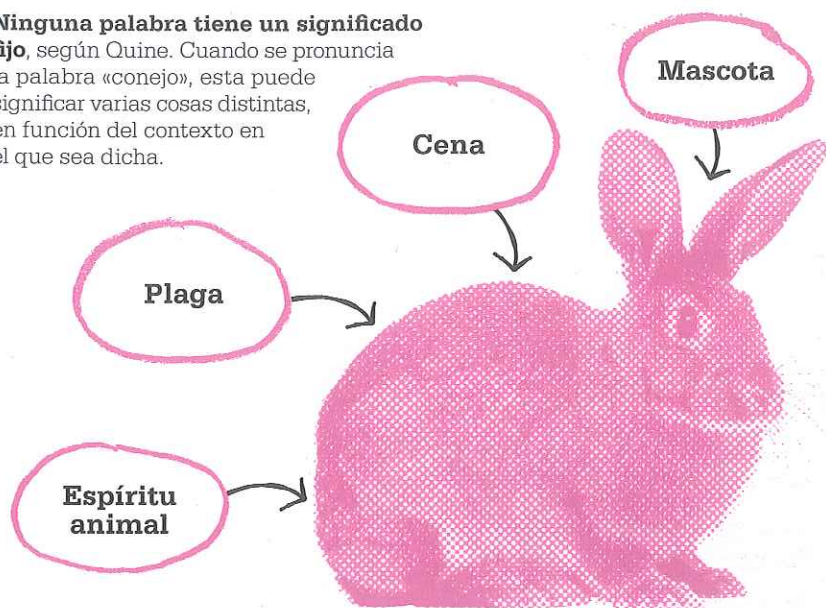 Ninguna palabra tiene un significado
fijo, según Quine. Cuando se pronuncia
la palabra «conejo», esta puede
significar varias cosas distintas,
en función del contexto en
el que sea dicha.
Mascota
Cena
Plaga
Espíritu
animal